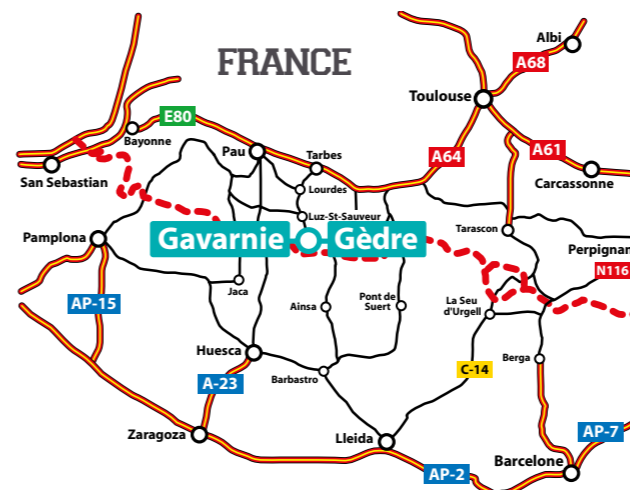 FRANCE
Albi
A68
Toulouse
E80
Bayonne
Pau
Tarbes
A64
A61
San Sebastian
Lourdes
Carcassonne
Luz-St-Sauveur
Tarascon
Pamplona
Gavarnie
Gèdre
Perpignan
N116
Jaca
AP-15
Ainsa
Pont de
Suert
La Seu
d'Urgell
Huesca
Barbastro
Berga
A-23
C-14
Zaragoza
Lleida
AP-7
AP-2
Barcelone